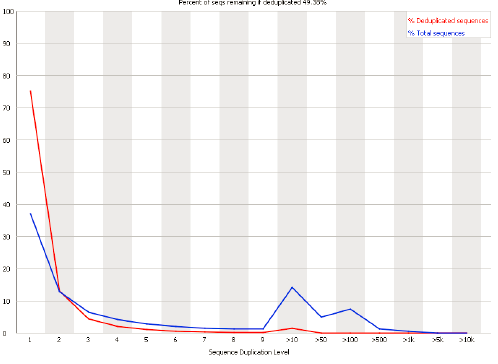 Percent of seqs remaining if deduplicated 49.38%
% Deduplicated sequences
% Total sequences
100
90
80
70
60
50
40
30
20
10
0
1 2 3 4 5 6 7 8 9 >10 >50 >100 >500 >1k >5k >10k
Sequence Duplication Level